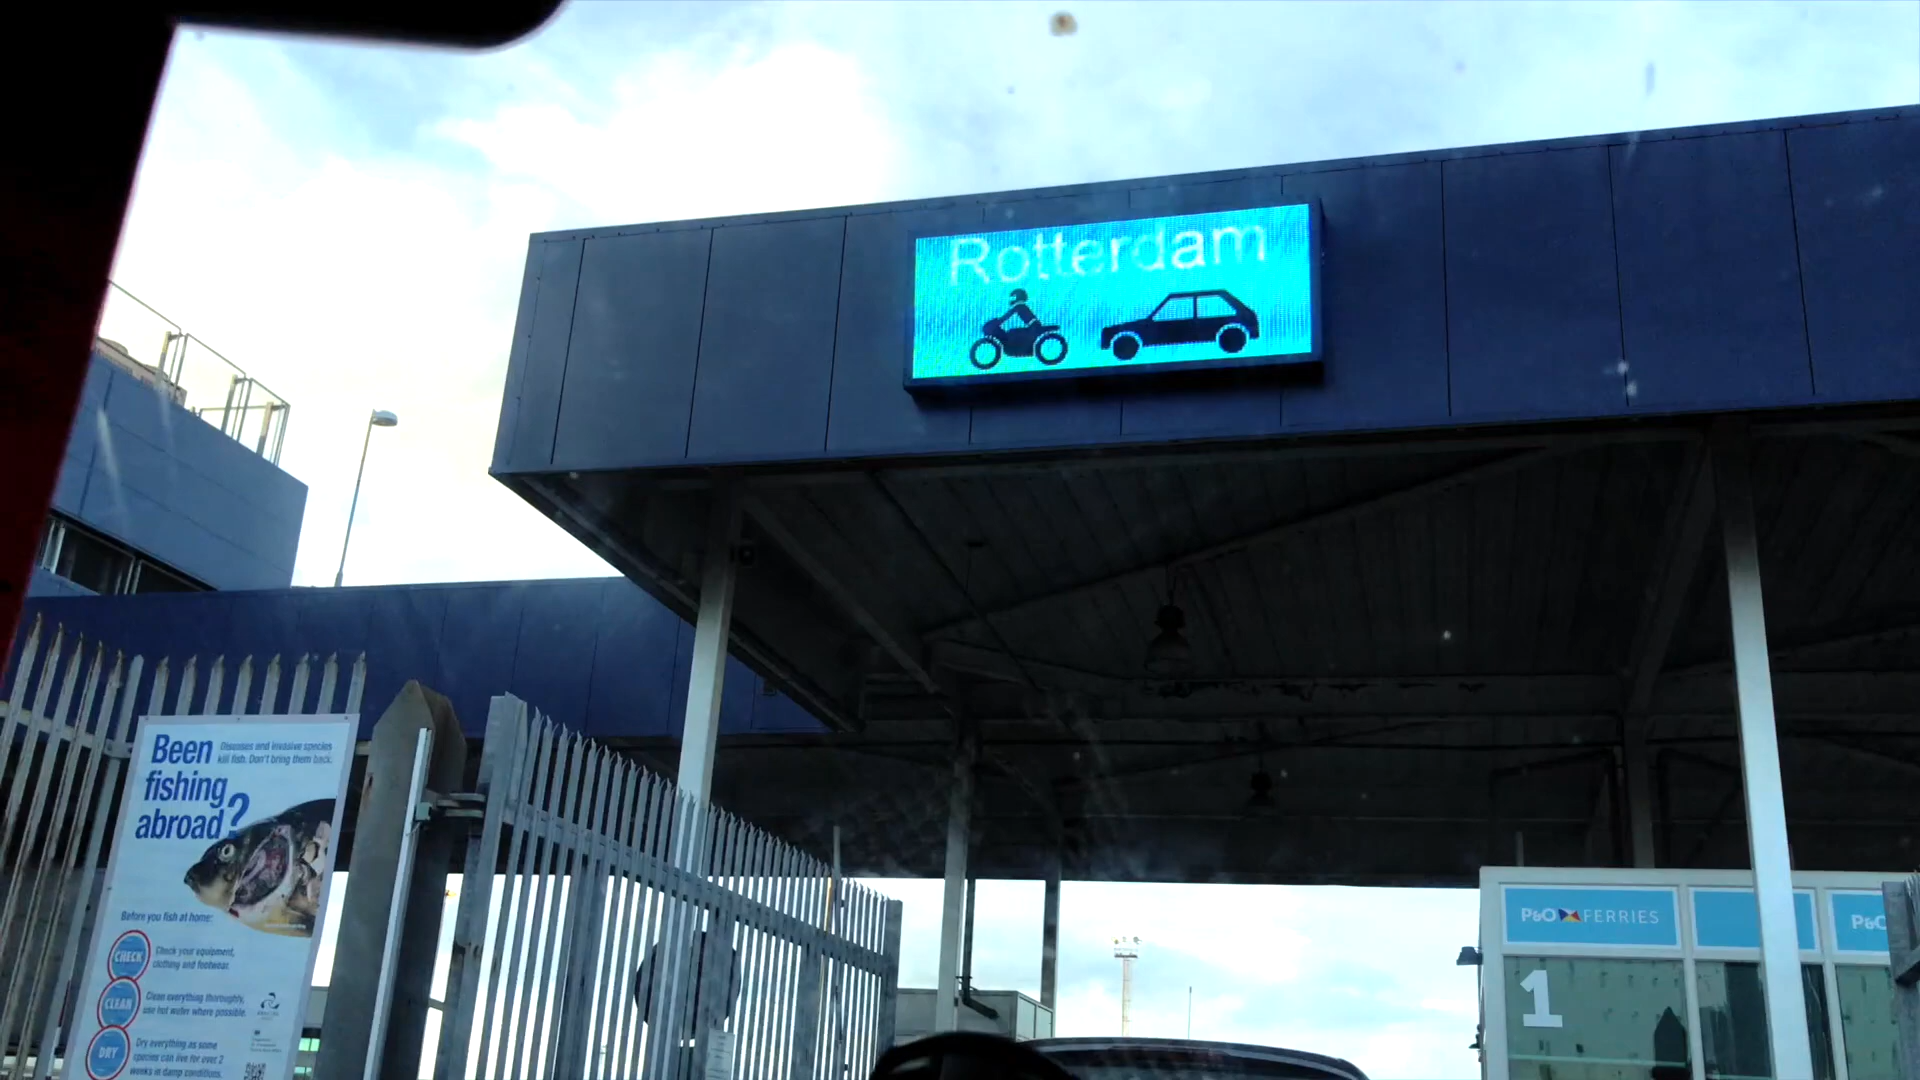 Rotterdam
Been
fishing
abroad?
Diseases and invasive species
kill fish. Don't bring them back.
Before you fish at home:
CHECK
Check your equipment,
clothing and footwear.
CLEAN
Clean everything thoroughly,
use hot water where possible.
DRY
Dry everything as some
species can live for over 2
weeks in damp conditions.
P&O FERRIES
P&O
1